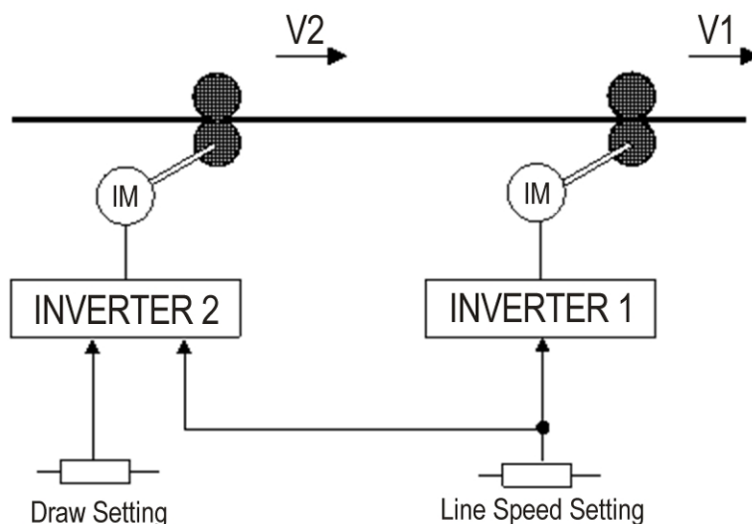 V2
V1
IM
IM
INVERTER 2
INVERTER 1
Draw Setting
Line Speed Setting